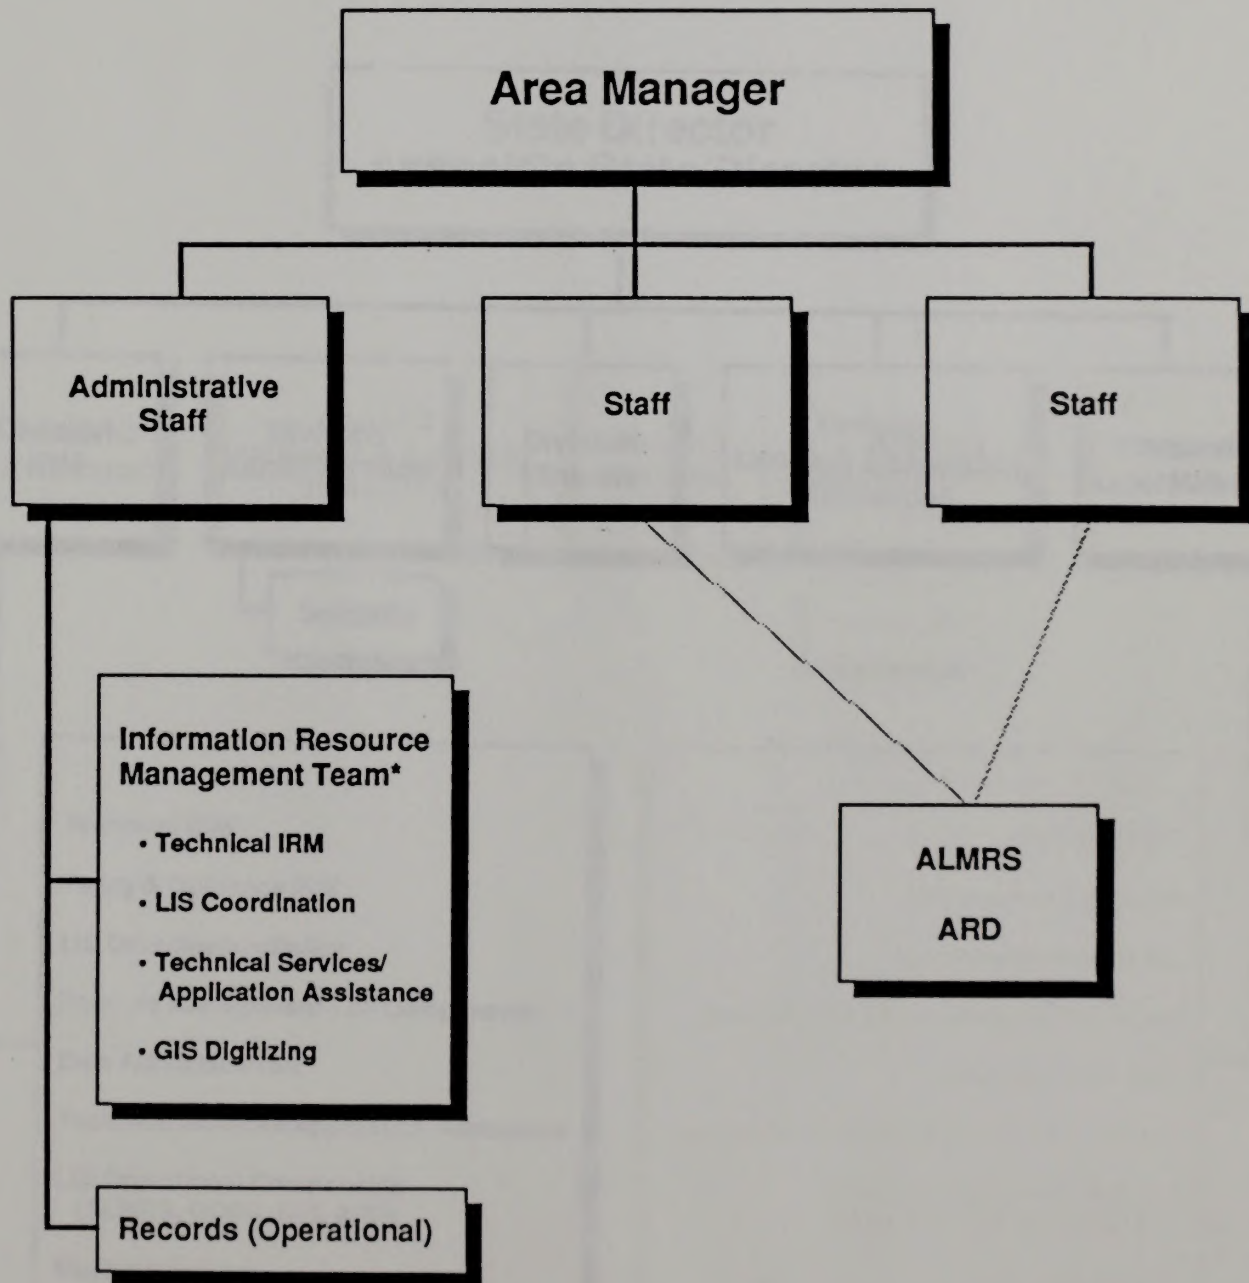 Area Manager
Administrative
Staff
Staff
Staff
Information Resource
Management Team*
• Technical IRM
• LIS Coordination
• Technical Services/
Application Assistance
• GIS Digitizing
ALMRS
ARD
Records (Operational)